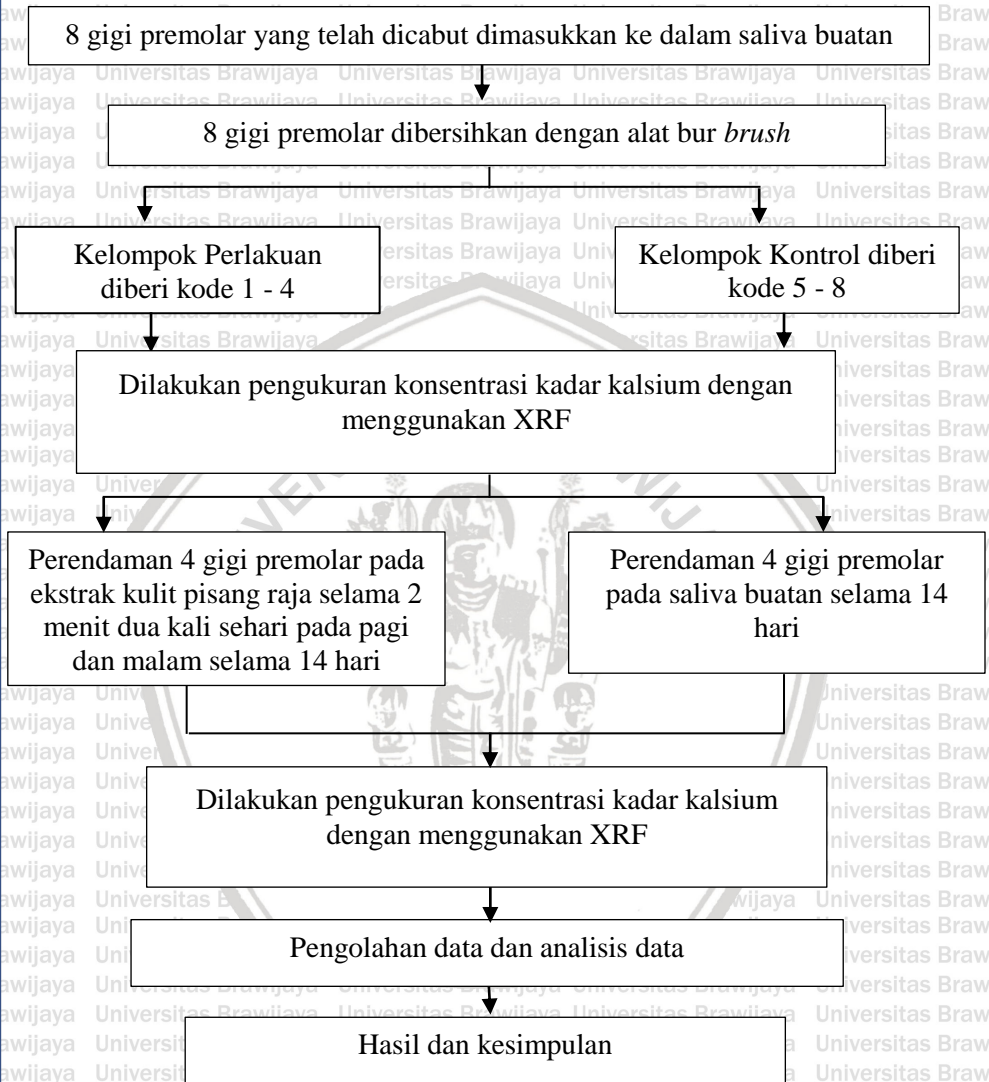 8 gigi premolar yang telah dicabut dimasukkan ke dalam saliva buatan
8 gigi premolar dibersihkan dengan alat bur brush
Kelompok Perlakuan
diberi kode 1 - 4
Kelompok Kontrol diberi
kode 5 - 8
Dilakukan pengukuran konsentrasi kadar kalsium dengan
menggunakan XRF
Perendaman 4 gigi premolar pada
ekstrak kulit pisang raja selama 2
menit dua kali sehari pada pagi
dan malam selama 14 hari
Perendaman 4 gigi premolar
pada saliva buatan selama 14
hari
Dilakukan pengukuran konsentrasi kadar kalsium
dengan menggunakan XRF
Pengolahan data dan analisis data
Hasil dan kesimpulan